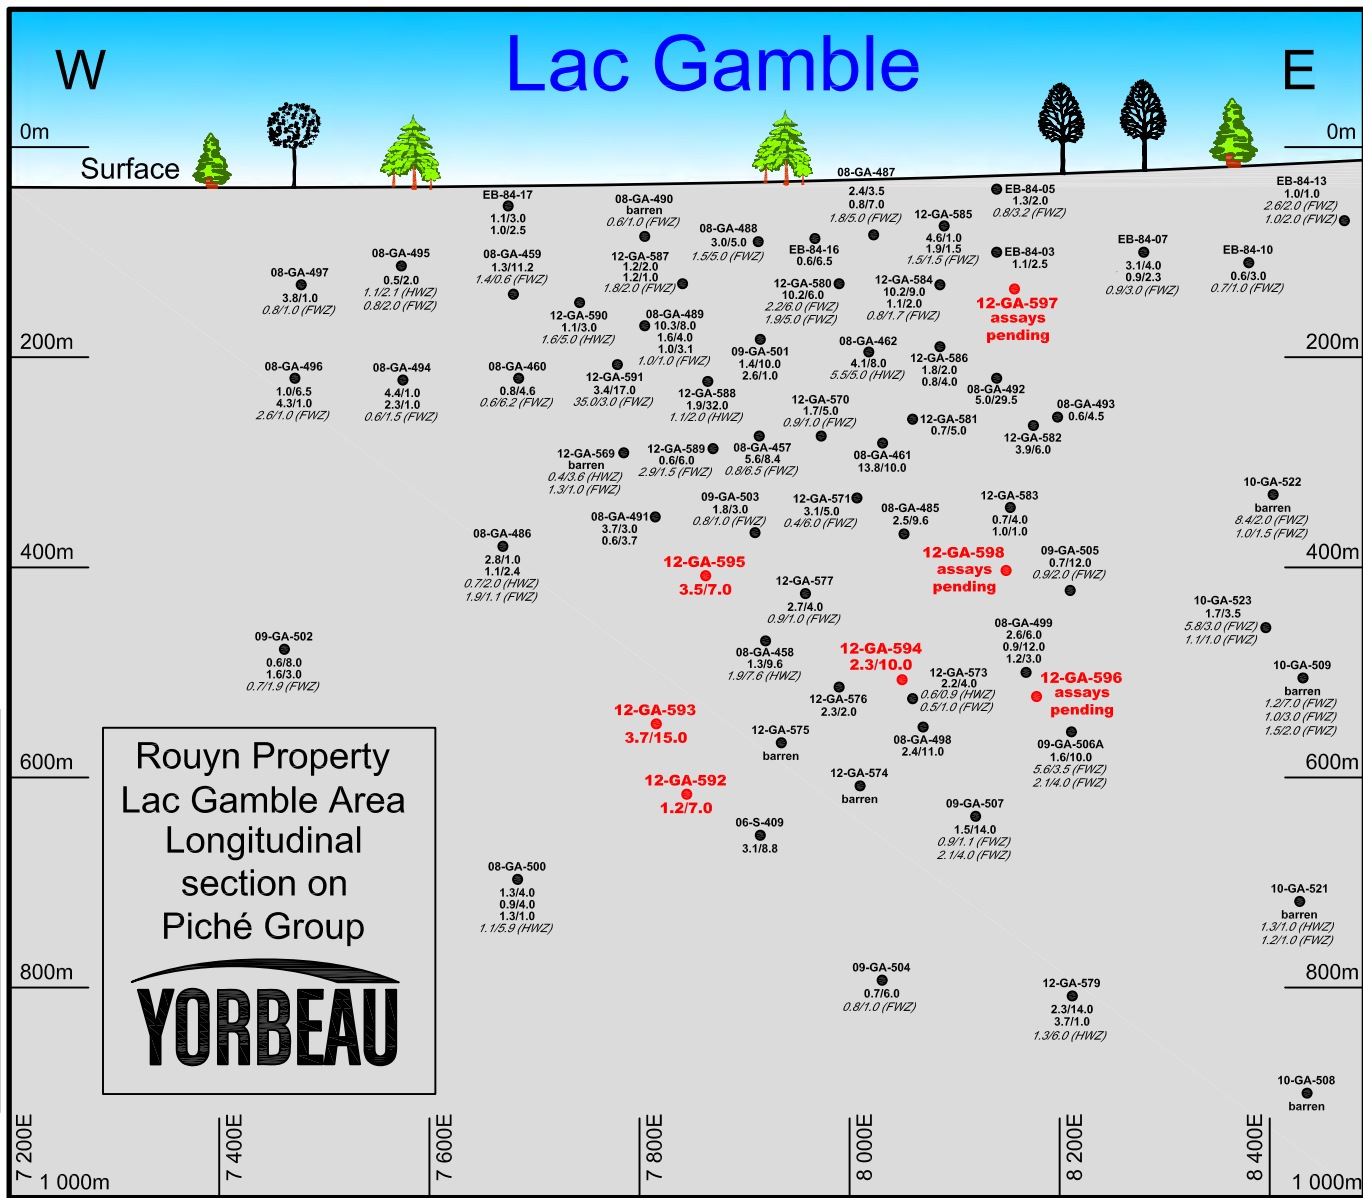 Lac Gamble
W
E
0m
0m
Surface
08-GA-487
2.4/3.5
0.8/7.0
1.8/5.0 (FWZ)
EB-84-05
1.3/2.0
0.8/3.2 (FWZ)
EB-84-13
1.0/1.0
2.6/2.0 (FWZ)
1.0/2.0 (FWZ)
EB-84-17
1.1/3.0
1.0/2.5
08-GA-490
barren
0.6/1.0 (FWZ)
08-GA-488
3.0/5.0
1.5/5.0 (FWZ)
EB-84-16
0.6/6.5
12-GA-585
4.6/1.0
1.9/1.5
1.5/1.5 (FWZ)
EB-84-03
1.1/2.5
EB-84-07
3.1/4.0
0.9/2.3
0.9/3.0 (FWZ)
EB-84-10
0.6/3.0
0.7/1.0 (FWZ)
08-GA-497
3.8/1.0
0.8/1.0 (FWZ)
08-GA-495
0.5/2.0
1.1/2.1 (HWZ)
0.8/2.0 (FWZ)
08-GA-459
1.3/11.2
1.4/0.6 (FWZ)
12-GA-587
1.2/2.0
1.2/1.0
1.8/2.0 (FWZ)
12-GA-580
10.2/6.0
2.2/6.0 (FWZ)
1.9/5.0 (FWZ)
12-GA-584
10.2/9.0
1.1/2.0
0.8/1.7 (FWZ)
12-GA-597
assays
pending
12-GA-590
1.1/3.0
1.6/5.0 (HWZ)
08-GA-489
10.3/8.0
1.6/4.0
1.0/3.1
1.0/1.0 (FWZ)
09-GA-501
1.4/10.0
2.6/1.0
08-GA-462
4.1/8.0
5.5/5.0 (HWZ)
12-GA-586
1.8/2.0
0.8/4.0
200m
200m
08-GA-496
1.0/6.5
4.3/1.0
2.6/1.0 (FWZ)
08-GA-494
4.4/1.0
2.3/1.0
0.6/1.5 (FWZ)
08-GA-460
0.8/4.6
0.6/6.2 (FWZ)
12-GA-591
3.4/17.0
35.0/3.0 (FWZ)
12-GA-588
1.9/32.0
1.1/2.0 (HWZ)
12-GA-570
1.7/5.0
0.9/1.0 (FWZ)
08-GA-492
5.0/29.5
08-GA-493
0.6/4.5
12-GA-581
0.7/5.0
12-GA-582
3.9/6.0
12-GA-569
barren
0.4/3.6 (HWZ)
1.3/1.0 (FWZ)
12-GA-589
0.6/6.0
2.9/1.5 (FWZ)
08-GA-457
5.6/8.4
0.8/6.5 (FWZ)
08-GA-461
13.8/10.0
10-GA-522
barren
8.4/2.0 (FWZ)
1.0/1.5 (FWZ)
08-GA-491
3.7/3.0
0.6/3.7
09-GA-503
1.8/3.0
0.8/1.0 (FWZ)
12-GA-571
3.1/5.0
0.4/6.0 (FWZ)
08-GA-485
2.5/9.6
12-GA-583
0.7/4.0
1.0/1.0
08-GA-486
2.8/1.0
1.1/2.4
0.7/2.0 (HWZ)
1.9/1.1 (FWZ)
400m
400m
12-GA-595
3.5/7.0
12-GA-598
assays
pending
09-GA-505
0.7/12.0
0.9/2.0 (FWZ)
12-GA-577
2.7/4.0
0.9/1.0 (FWZ)
10-GA-523
1.7/3.5
5.8/3.0 (FWZ)
1.1/1.0 (FWZ)
09-GA-502
0.6/8.0
1.6/3.0
0.7/1.9 (FWZ)
08-GA-458
1.3/9.6
1.9/7.6 (HWZ)
12-GA-594
2.3/10.0
08-GA-499
2.6/6.0
0.9/12.0
1.2/3.0
12-GA-576
2.3/2.0
12-GA-573
2.2/4.0
0.6/0.9 (HWZ)
0.5/1.0 (FWZ)
12-GA-596
assays
pending
10-GA-509
barren
1.2/7.0 (FWZ)
1.0/3.0 (FWZ)
1.5/2.0 (FWZ)
12-GA-593
3.7/15.0
12-GA-575
barren
08-GA-498
2.4/11.0
09-GA-506A
1.6/10.0
5.6/3.5 (FWZ)
2.1/4.0 (FWZ)
600m
600m
12-GA-592
1.2/7.0
12-GA-574
barren
06-S-409
3.1/8.8
09-GA-507
1.5/14.0
0.9/1.1 (FWZ)
2.1/4.0 (FWZ)
08-GA-500
1.3/4.0
0.9/4.0
1.3/1.0
1.1/5.9 (HWZ)
10-GA-521
barren
1.3/1.0 (HWZ)
1.2/1.0 (FWZ)
Rouyn Property
Lac Gamble Area
Longitudinal
section on
Piché Group
YORBEAU
800m
800m
09-GA-504
0.7/6.0
0.8/1.0 (FWZ)
12-GA-579
2.3/14.0
3.7/1.0
1.3/6.0 (HWZ)
10-GA-508
barren
7 200E
7 400E
7 600E
7 800E
8 000E
8 200E
8 400E
1 000m
1 000m